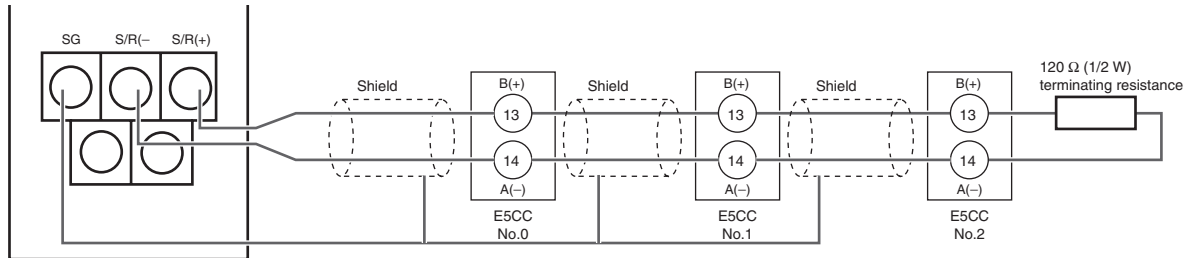 SG S/R(– S/R(+)
Shield
B(+)
13
14
A(–)
E5CC
No.0
Shield
B(+)
13
14
A(–)
E5CC
No.1
Shield
B(+)
13
14
A(–)
E5CC
No.2
120 Ω (1/2 W)
terminating resistance